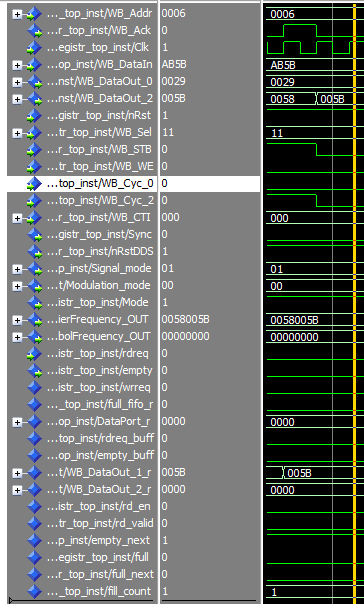 ..._top_inst/WB_Addr 0006 0006
...r_top_inst/WB_Ack 0
...egistr_top_inst/Clk 1
...op_inst/WB_DataIn AB5B AB5B
...nst/WB_DataOut_0 0029 0029
...nst/WB_DataOut_2 005B 0058 005B
...gistr_top_inst/nRst 1
...tr_top_inst/WB_Sel 11 11
...r_top_inst/WB_STB 0
...tr_top_inst/WB_WE 0
...top_inst/WB_Cyc_0 0
...top_inst/WB_Cyc_2 0
...r_top_inst/WB_CTI 000 000
...gistr_top_inst/Sync 0
...r_top_inst/nRstDDS 1
...p_inst/Signal_mode 01 01
...t/Modulation_mode 00 00
...istr_top_inst/Mode 1
...ierFrequency_OUT 0058005B 0058005B
...bolFrequency_OUT 00000000 00000000
...istr_top_inst/rdreq 0
...istr_top_inst/empty 0
...istr_top_inst/wrreq 0
..._top_inst/full_fifo_r 0
...op_inst/DataPort_r 0000 0000
...top_inst/rdreq_buff 0
...op_inst/empty_buff 0
...t/WB_DataOut_1_r 005B 005B
...t/WB_DataOut_2_r 0000 0000
...istr_top_inst/rd_en 0
...tr_top_inst/rd_valid 0
...p_inst/empty_next 1
...egistr_top_inst/full 0
...r_top_inst/full_next 0
..._top_inst/fill_count 1 1